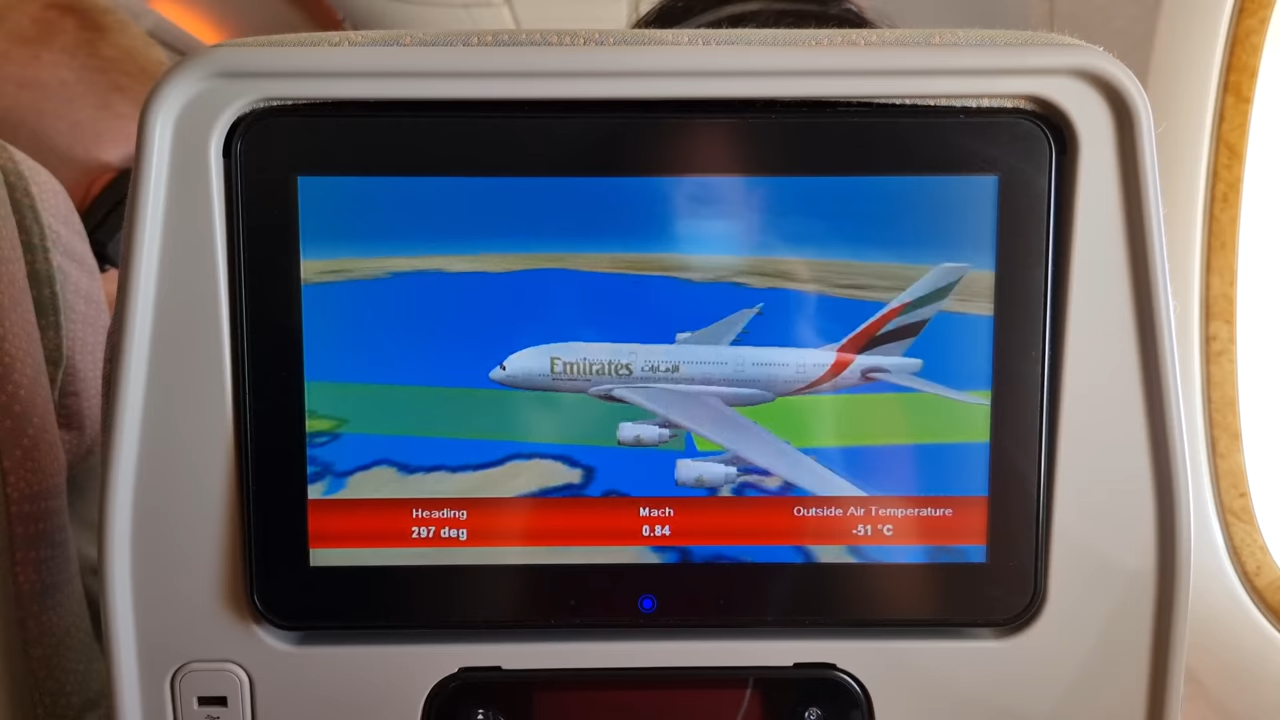 Emirates الإمارات
Heading Mach Outside Air Temperature
297 deg 0.84 -51 °C